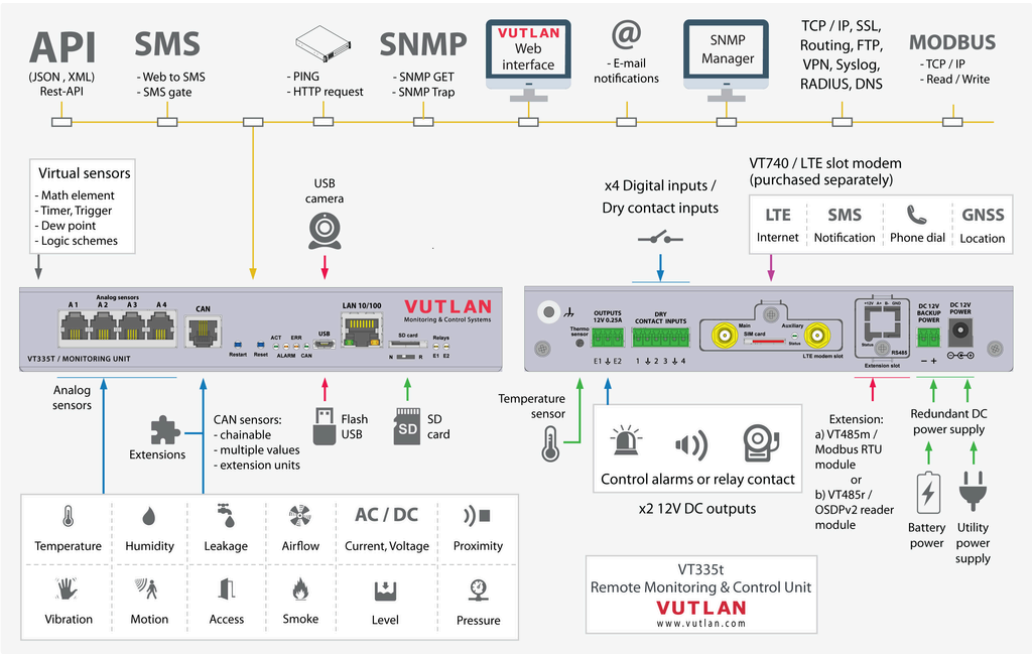 API
(JSON , XML)
Rest-API
SMS
- Web to SMS
- SMS gate
- PING
- HTTP request
SNMP
- SNMP GET
- SNMP Trap
VUTLAN
Web
interface
@
- E-mail
notifications
SNMP
Manager
TCP / IP, SSL,
Routing, FTP,
VPN, Syslog,
RADIUS, DNS
MODBUS
- TCP / IP
- Read / Write
Virtual sensors
- Math element
- Timer, Trigger
- Dew point
- Logic schemes
USB
camera
x4 Digital inputs /
Dry contact inputs
VT740 / LTE slot modem
(purchased separately)
LTE
Internet
SMS
Notification
Phone dial
GNSS
Location
Analog sensors
A 1 A 2 A 3 A 4
CAN
ACT ERR
ALARM CAN
Restart Reset
USB
LAN 10/100
VUTLAN
Monitoring & Control Systems
SD card
N R
Relays
E1 E2
VT335T / MONITORING UNIT
Thermo
sensor
OUTPUTS
12V 0.25A
E1 E2
DRY
CONTACT INPUTS
1 2 3 4
Main
SIM card
Auxiliary
Status
LTE modem slot
+12V A+ B- GND
Status
RS485
Extension slot
DC 12V
BACKUP
POWER
- +
DC 12V
POWER
Analog
sensors
Extensions
CAN sensors:
- chainable
- multiple values
- extension units
Flash
USB
SD
SD
card
Temperature
sensor
Control alarms or relay contact
x2 12V DC outputs
Extension:
a) VT485m /
Modbus RTU
module
or
b) VT485r /
OSDPv2 reader
module
Redundant DC
power supply
Battery
power
Utility
power
supply
Temperature
Humidity
Leakage
Airflow
AC / DC
Current, Voltage
Proximity
Vibration
Motion
Access
Smoke
Level
Pressure
VT335t
Remote Monitoring & Control Unit
VUTLAN
www.vutlan.com